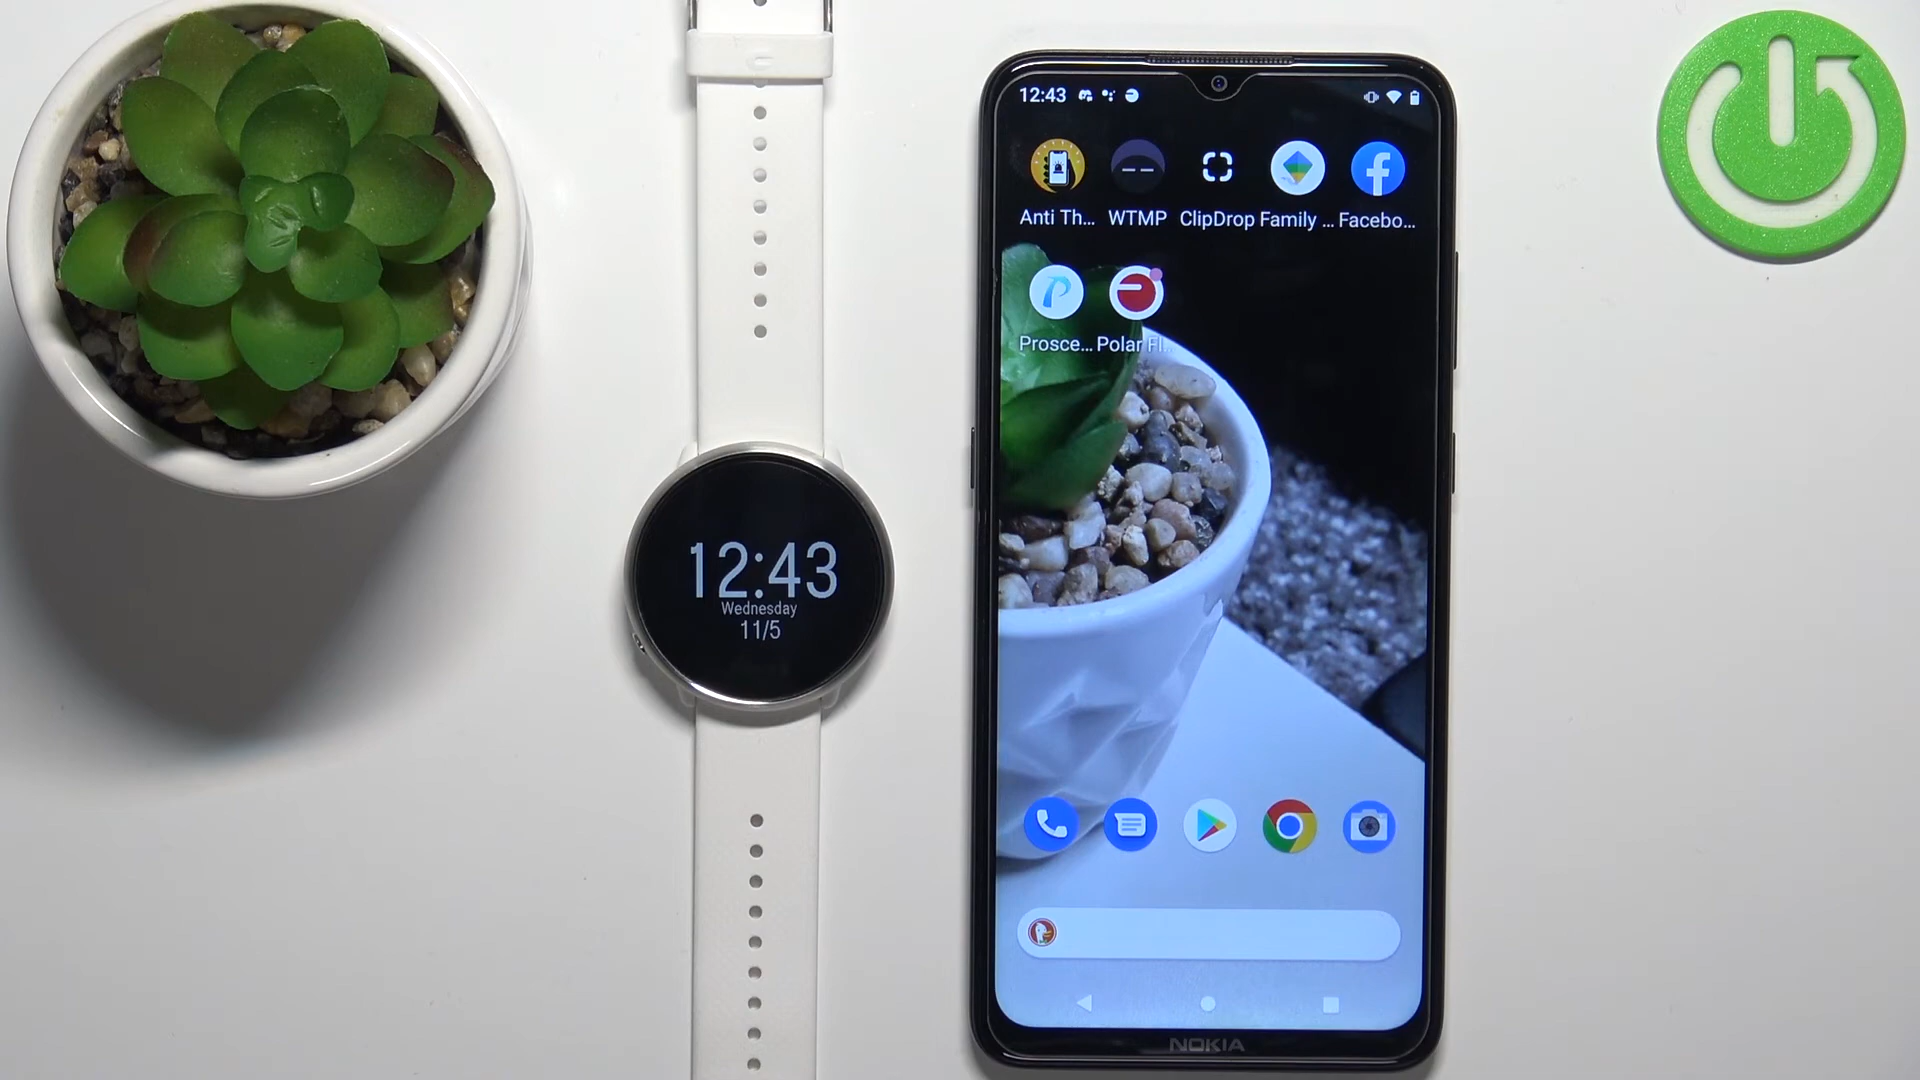 12:43
Anti Th... WTMP ClipDrop Family ... Facebo...
Prosce... Polar Fl...
NOKIA
12:43
Wednesday
11/5